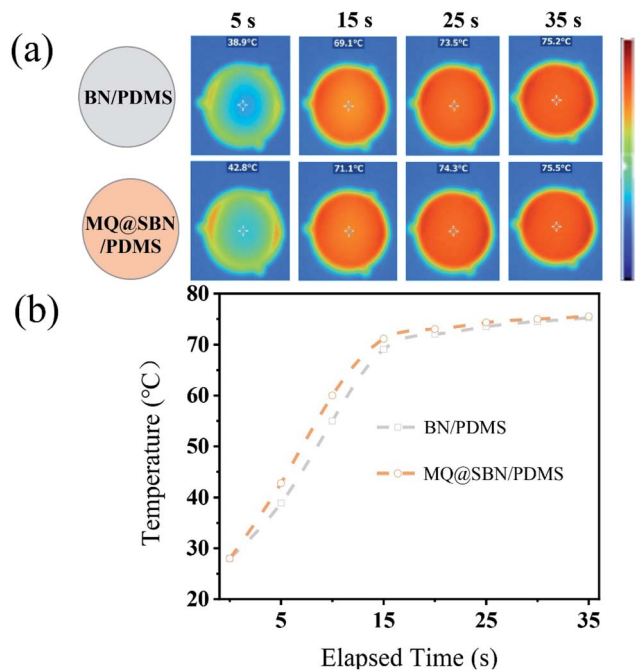 5 s 15 s 25 s 35 s
(a)
BN/PDMS
38.9°C 69.1°C 73.5°C 75.2°C
MQ@SBN
/PDMS
42.8°C 71.1°C 74.3°C 75.5°C
(b)
80
70
60
50
40
30
20
Temperature (°C)
BN/PDMS
MQ@SBN/PDMS
5 15 25 35
Elapsed Time (s)